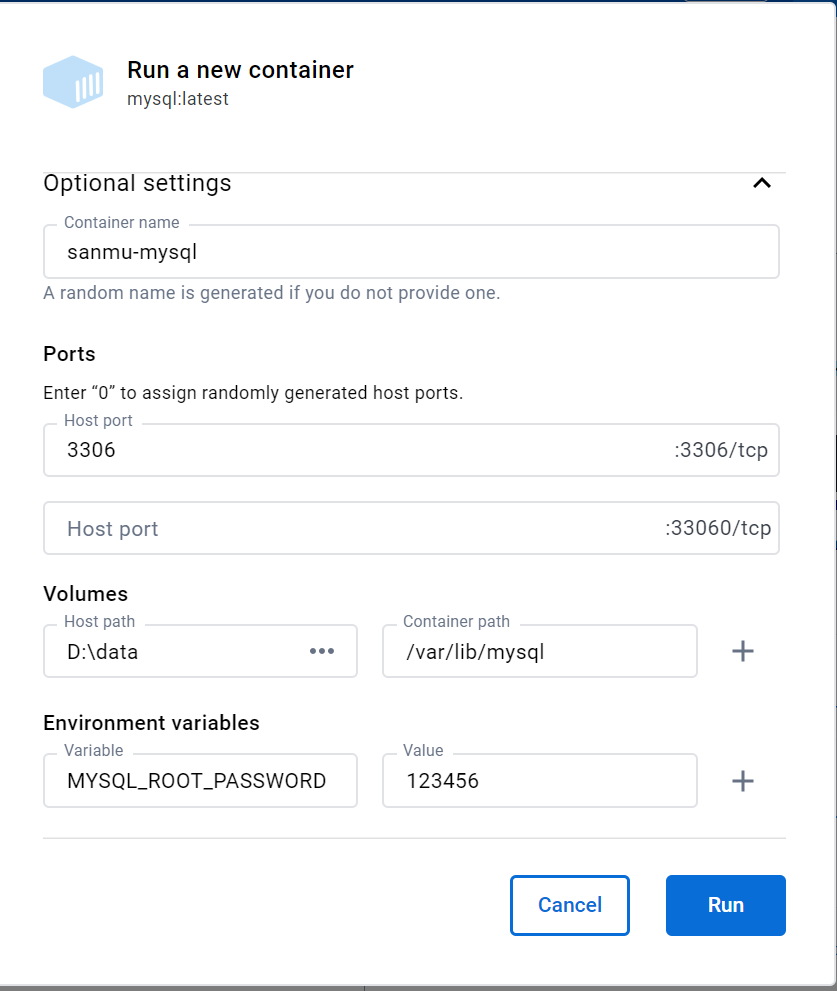 Run a new container
mysql:latest
Optional settings
Container name
sanmu-mysql
A random name is generated if you do not provide one.
Ports
Enter “0” to assign randomly generated host ports.
Host port
3306 :3306/tcp
Host port :33060/tcp
Volumes
Host path Container path
D:\data ••• /var/lib/mysql +
Environment variables
Variable Value
MYSQL_ROOT_PASSWORD 123456 +
Cancel Run